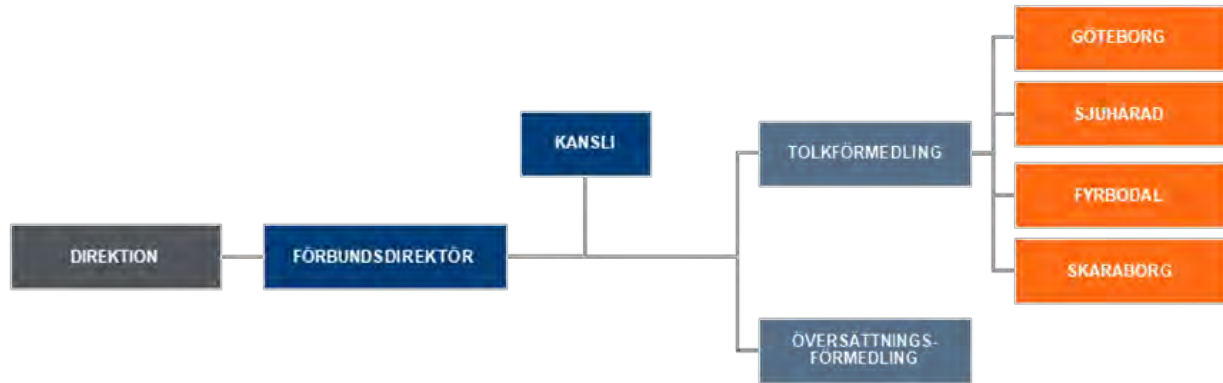 GÖTEBORG
SJUHÄRAD
KANSLI
TOLKFÖRMEDLING
FYRBODAL
DIREKTION
FÖRBUNDSDIREKTÖR
SKARABORG
ÖVERSÄTTNINGS-
FÖRMEDLING